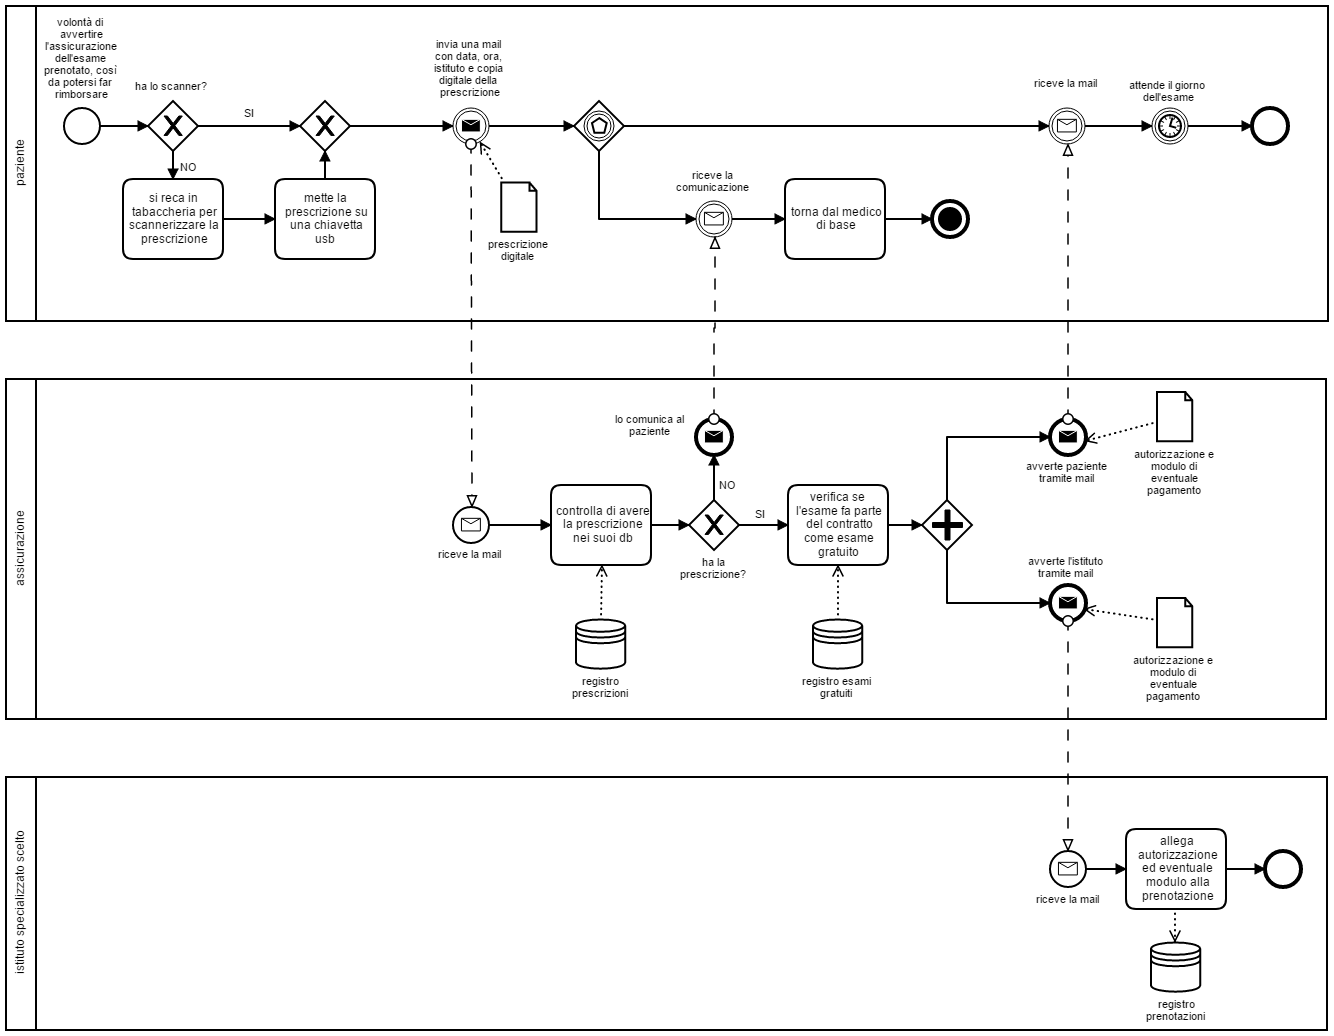 paziente
volontà di
avvertire
l'assicurazione
dell'esame
prenotato, così
da potersi far
rimborsare
ha lo scanner?
SI
NO
si reca in
tabaccheria per
scannerizzare la
prescrizione
mette la
prescrizione su
una chiavetta
usb
invia una mail
con data, ora,
istituto e copia
digitale della
prescrizione
prescrizione
digitale
riceve la
comunicazione
torna dal medico
di base
riceve la mail
attende il giorno
dell'esame
assicurazione
riceve la mail
controlla di avere
la prescrizione
nei suoi db
registro
prescrizioni
lo comunica al
paziente
NO
SI
ha la
prescrizione?
verifica se
l'esame fa parte
del contratto
come esame
gratuito
registro esami
gratuiti
avverte paziente
tramite mail
autorizzazione e
modulo di
eventuale
pagamento
avverte l'istituto
tramite mail
autorizzazione e
modulo di
eventuale
pagamento
istituto specializzato scelto
riceve la mail
allega
autorizzazione
ed eventuale
modulo alla
prenotazione
registro
prenotazioni